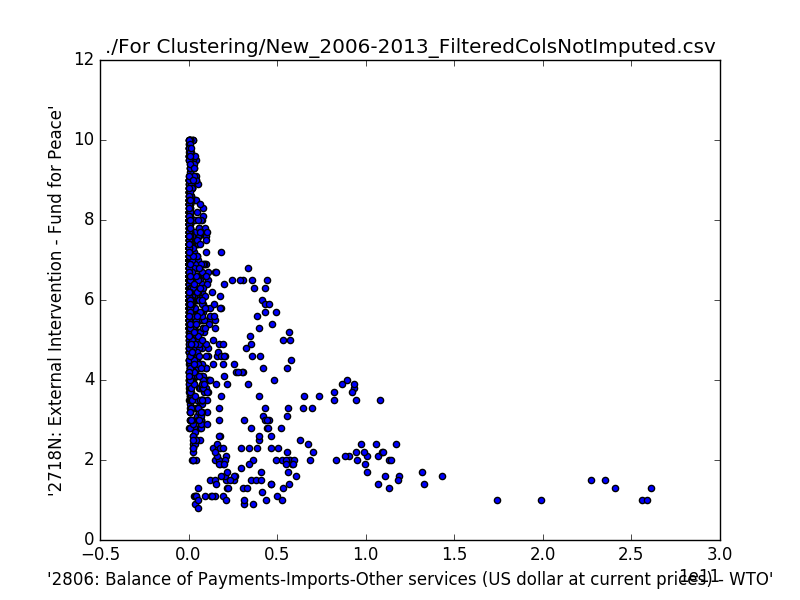 ./For Clustering/New_2006-2013_FilteredColsNotImputed.csv
12
10
8
6
4
2
0
'2718N: External Intervention - Fund for Peace'
−0.5 0.0 0.5 1.0 1.5 2.0 2.5 3.0
1e11
'2806: Balance of Payments-Imports-Other services (US dollar at current prices) - WTO'